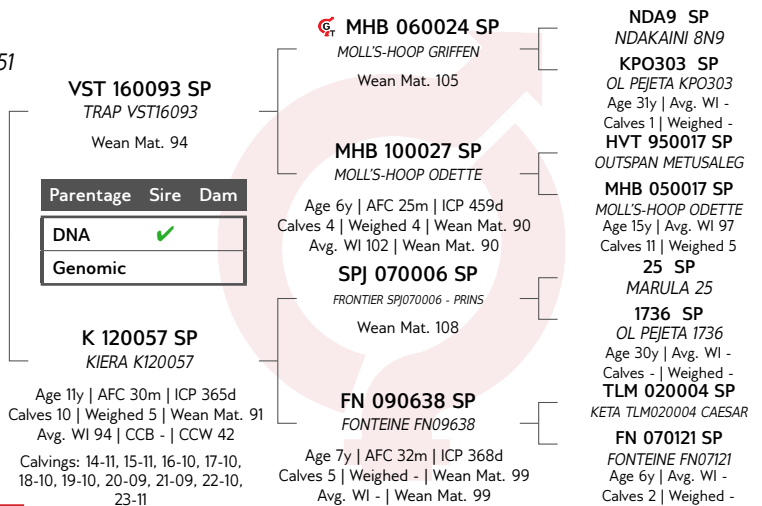 51
VST 160093 SP
TRAP VST16093
Wean Mat. 94
Parentage Sire Dam
DNA ✔
Genomic
K 120057 SP
KIERA K120057
Age 11y | AFC 30m | ICP 365d
Calves 10 | Weighed 5 | Wean Mat. 91
Avg. WI 94 | CCB - | CCW 42
Calvings: 14-11, 15-11, 16-10, 17-10,
18-10, 19-10, 20-09, 21-09, 22-10,
23-11
GT MHB 060024 SP
MOLL'S-HOOP GRIFFEN
Wean Mat. 105
MHB 100027 SP
MOLL'S-HOOP ODETTE
Age 6y | AFC 25m | ICP 459d
Calves 4 | Weighed 4 | Wean Mat. 90
Avg. WI 102 | Wean Mat. 90
SPJ 070006 SP
FRONTIER SPJ070006 - PRINS
Wean Mat. 108
FN 090638 SP
FONTEINE FN09638
Age 7y | AFC 32m | ICP 368d
Calves 5 | Weighed - | Wean Mat. 99
Avg. WI - | Wean Mat. 99
NDA9 SP
NDAKAINI 8N9
KPO303 SP
OL PEJETA KPO303
Age 31y | Avg. WI -
Calves 1 | Weighed -
HVT 950017 SP
OUTSPAN METUSALEG
MHB 050017 SP
MOLL'S-HOOP ODETTE
Age 15y | Avg. WI 97
Calves 11 | Weighed 5
25 SP
MARULA 25
1736 SP
OL PEJETA 1736
Age 30y | Avg. WI -
Calves - | Weighed -
TLM 020004 SP
KETA TLM020004 CAESAR
FN 070121 SP
FONTEINE FN07121
Age 6y | Avg. WI -
Calves 2 | Weighed -